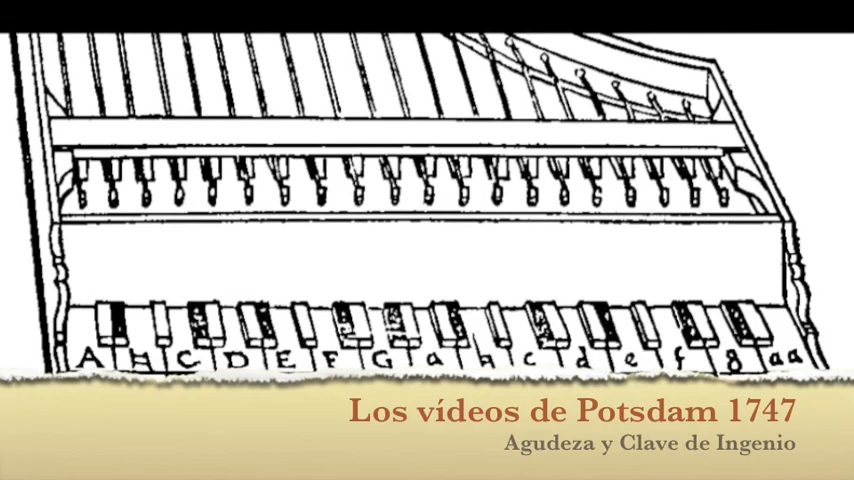 A ♮ C D E F G a ♮ c d e f g aa
Los vídeos de Potsdam 1747
Agudeza y Clave de Ingenio